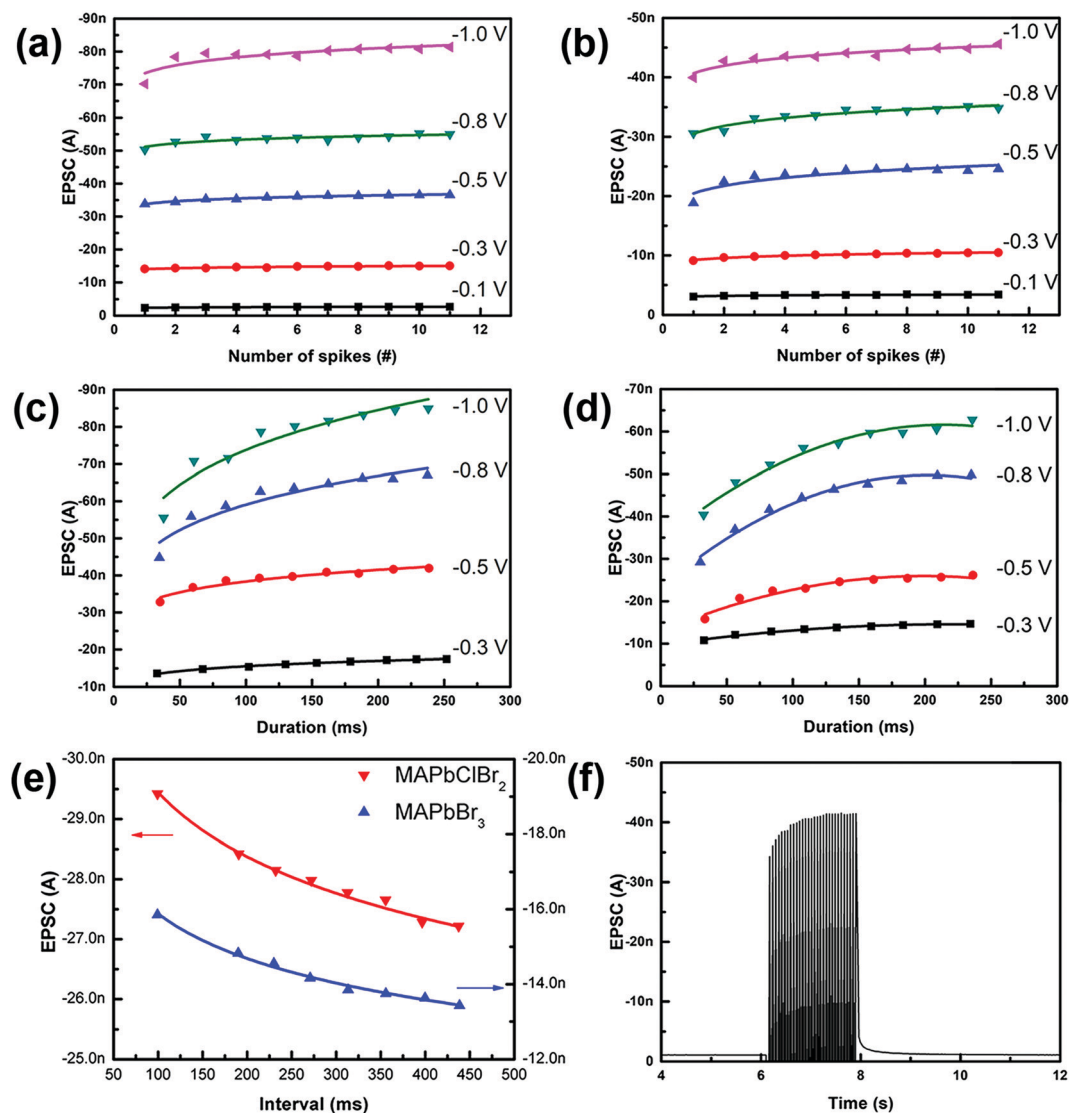 (a)
-90n
-80n
-70n
-60n
-50n
-40n
-30n
-20n
-10n
0
EPSC (A)
-1.0 V
-0.8 V
-0.5 V
-0.3 V
-0.1 V
0 2 4 6 8 10 12
Number of spikes (#)
(b)
-50n
-40n
-30n
-20n
-10n
0
EPSC (A)
-1.0 V
-0.8 V
-0.5 V
-0.3 V
-0.1 V
0 2 4 6 8 10 12
Number of spikes (#)
(c)
-90n
-80n
-70n
-60n
-50n
-40n
-30n
-20n
-10n
EPSC (A)
-1.0 V
-0.8 V
-0.5 V
-0.3 V
0 50 100 150 200 250 300
Duration (ms)
(d)
-70n
-60n
-50n
-40n
-30n
-20n
-10n
0
EPSC (A)
-1.0 V
-0.8 V
-0.5 V
-0.3 V
0 50 100 150 200 250 300
Duration (ms)
(e)
-30.0n
-29.0n
-28.0n
-27.0n
-26.0n
-25.0n
EPSC (A)
MAPbClBr2
MAPbBr3
-20.0n
-18.0n
-16.0n
-14.0n
-12.0n
50 100 150 200 250 300 350 400 450 500
Interval (ms)
(f)
-50n
-40n
-30n
-20n
-10n
0
EPSC (A)
4 6 8 10 12
Time (s)